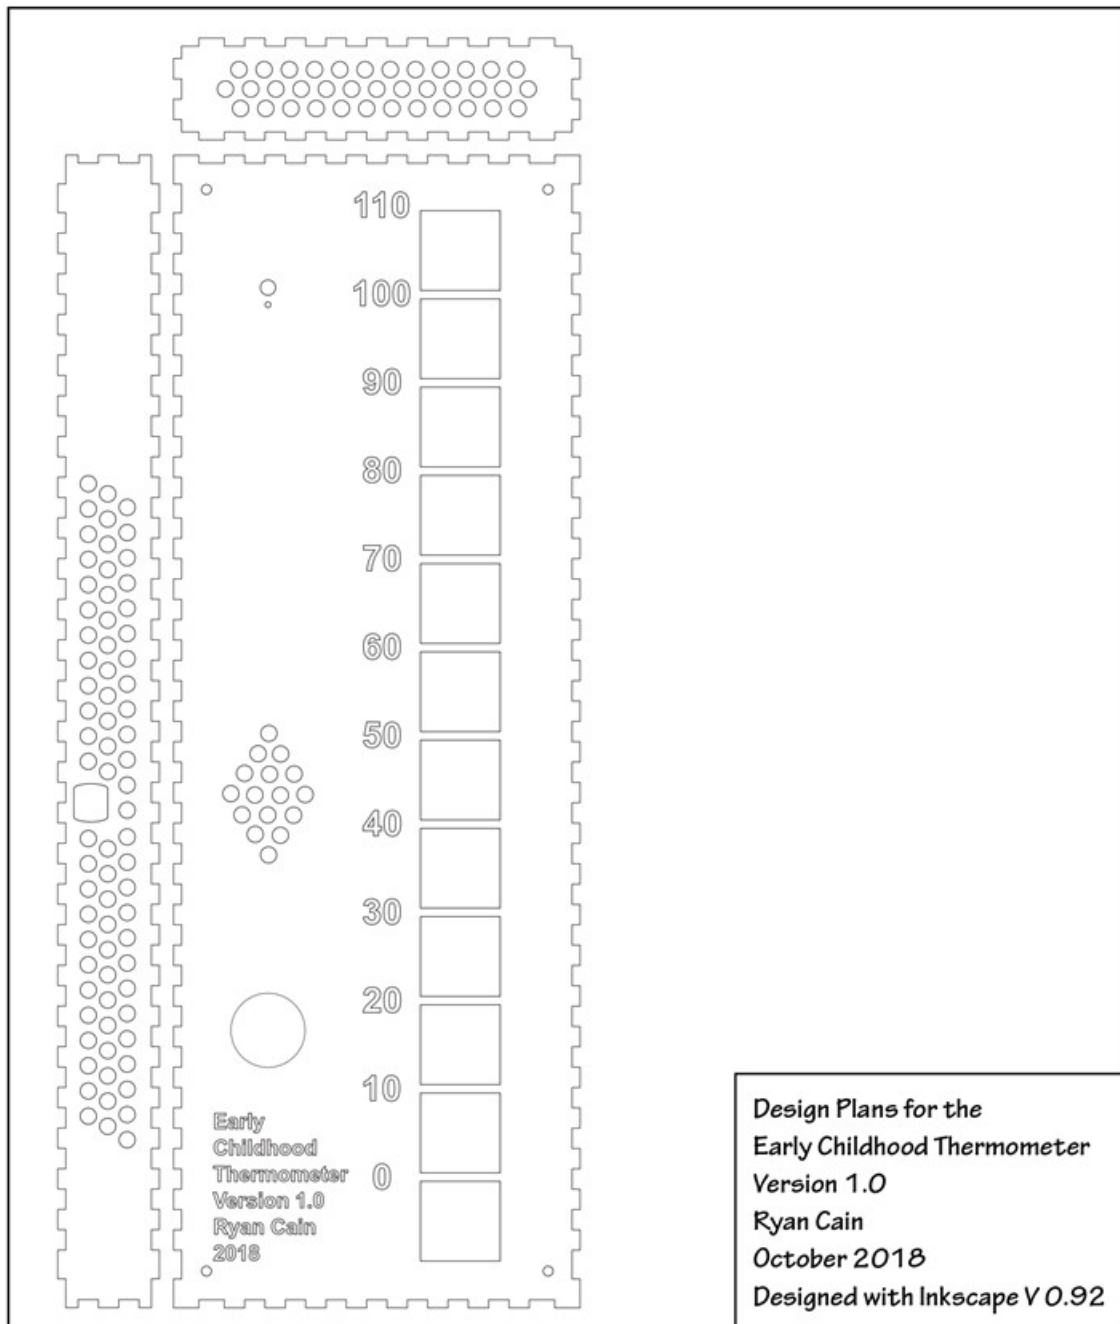 110
100
90
80
70
60
50
40
30
20
10
0
Early
Childhood
Thermometer
Version 1.0
Ryan Cain
2018
Design Plans for the
Early Childhood Thermometer
Version 1.0
Ryan Cain
October 2018
Designed with Inkscape V 0.92